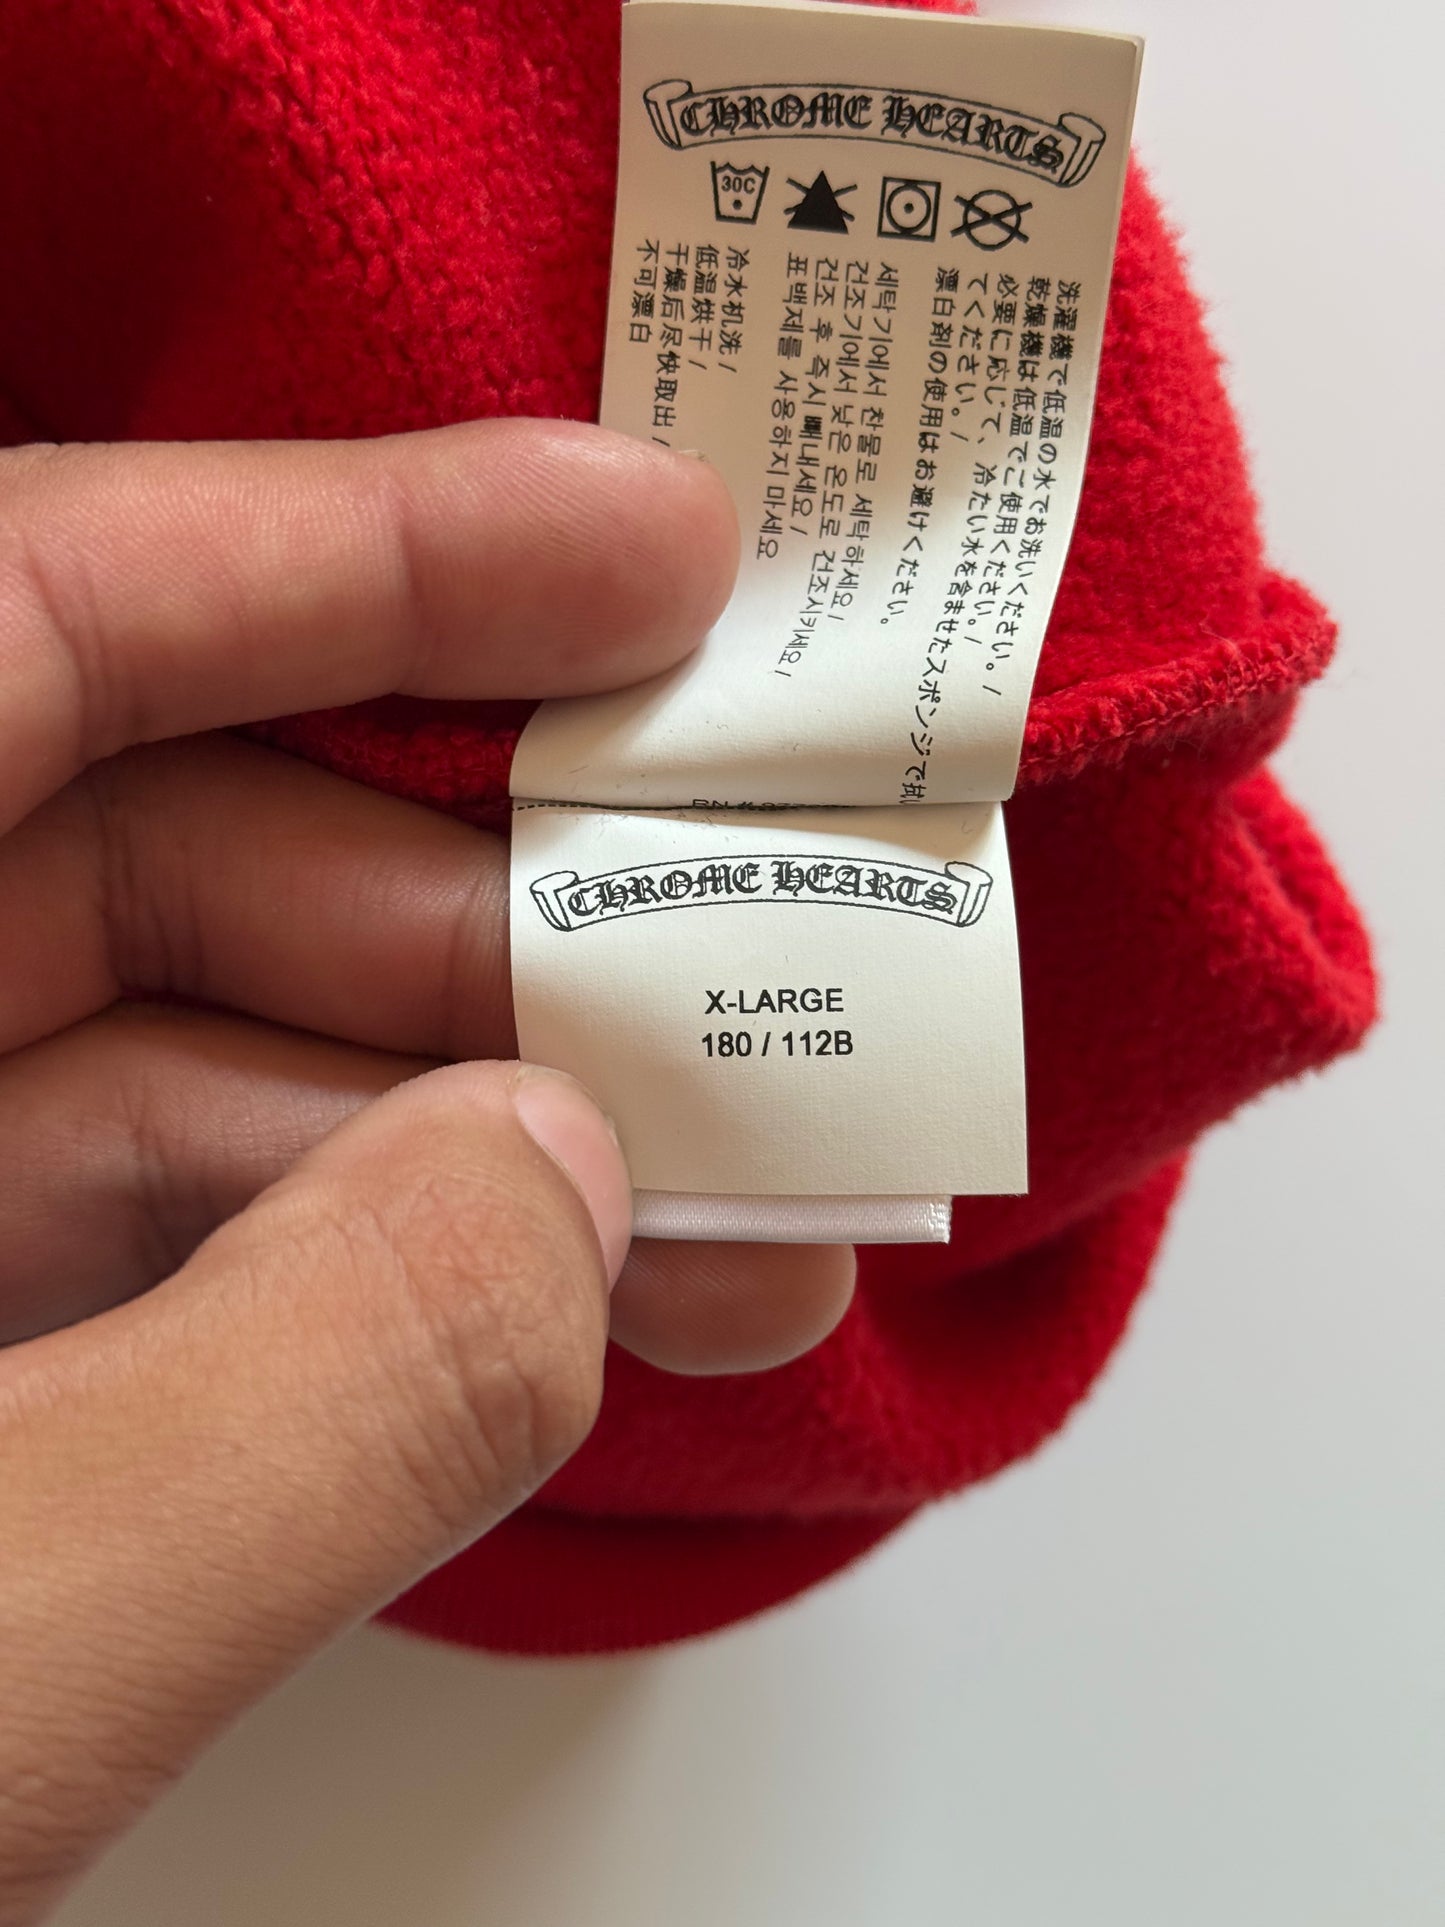 CHROME HEARTS
30C
洗濯機で低温の水でお洗いください。/
乾燥機は低温でご使用ください。/
必要に応じて、冷たい水を含ませたスポンジで拭い
てください。/
漂白剤の使用はお避けください。
세탁기에서 찬물로 세탁하세요/
건조기에서 낮은 온도로 건조시키세요/
건조 후 즉시 빼내세요/
표백제를 사용하지 마세요
冷水机洗/
低温烘干/
干燥后尽快取出/
不可漂白
CHROME HEARTS
X-LARGE
180 / 112B